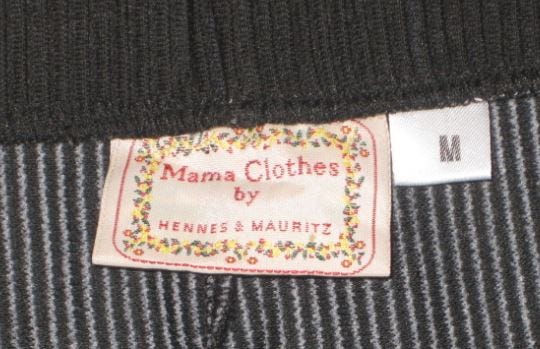 Mama Clothes
by
HENNES & MAURITZ
M